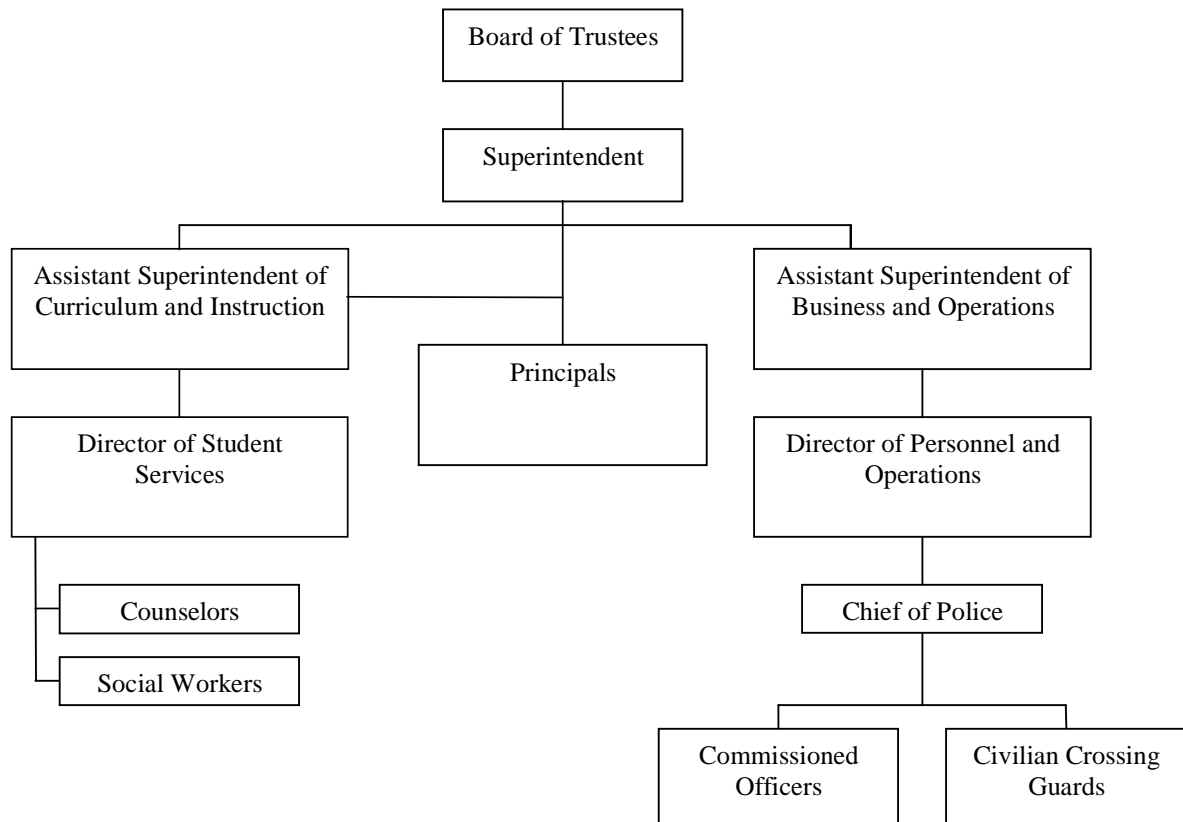 Board of Trustees
Superintendent
Assistant Superintendent of
Curriculum and Instruction
Assistant Superintendent of
Business and Operations
Principals
Director of Student
Services
Director of Personnel and
Operations
Counselors
Chief of Police
Social Workers
Commissioned
Officers
Civilian Crossing
Guards